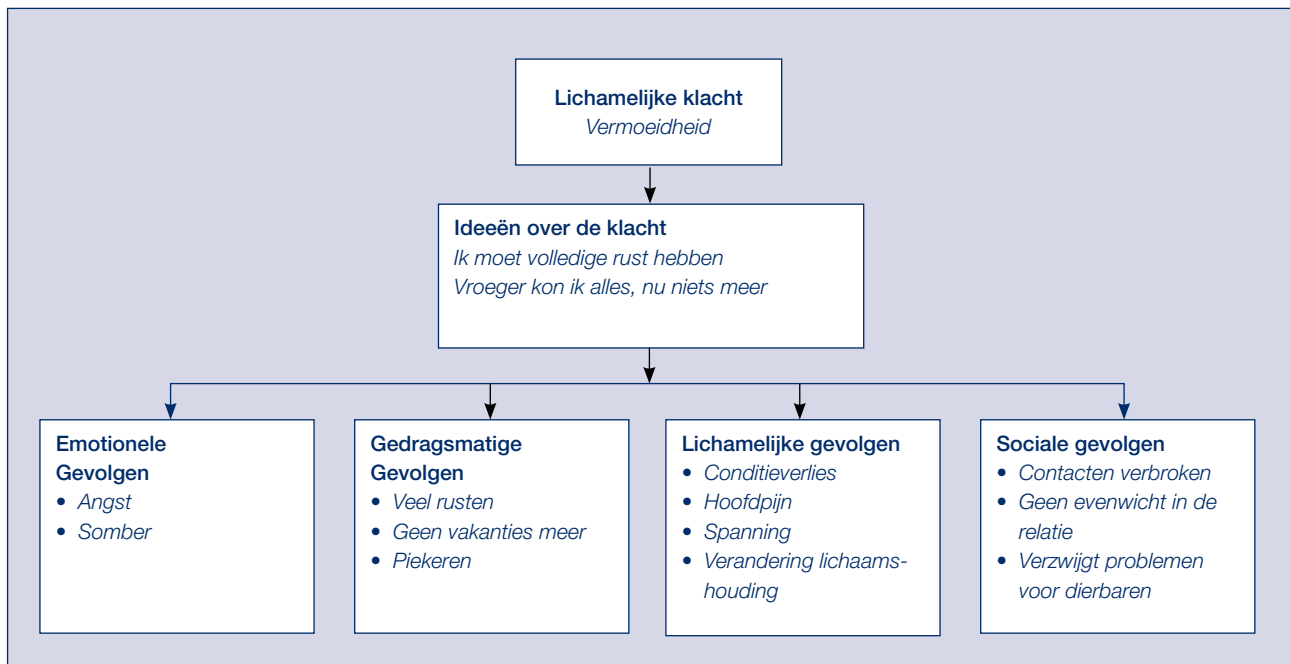 Lichamelijke klacht
Vermoeidheid
Ideeën over de klacht
Ik moet volledige rust hebben
Vroeger kon ik alles, nu niets meer
Emotionele
Gevolgen
• Angst
• Somber
Gedragsmatige
Gevolgen
• Veel rusten
• Geen vakanties meer
• Piekeren
Lichamelijke gevolgen
• Conditieverlies
• Hoofdpijn
• Spanning
• Verandering lichaams-
houding
Sociale gevolgen
• Contacten verbroken
• Geen evenwicht in de
relatie
• Verzwijgt problemen
voor dierbaren